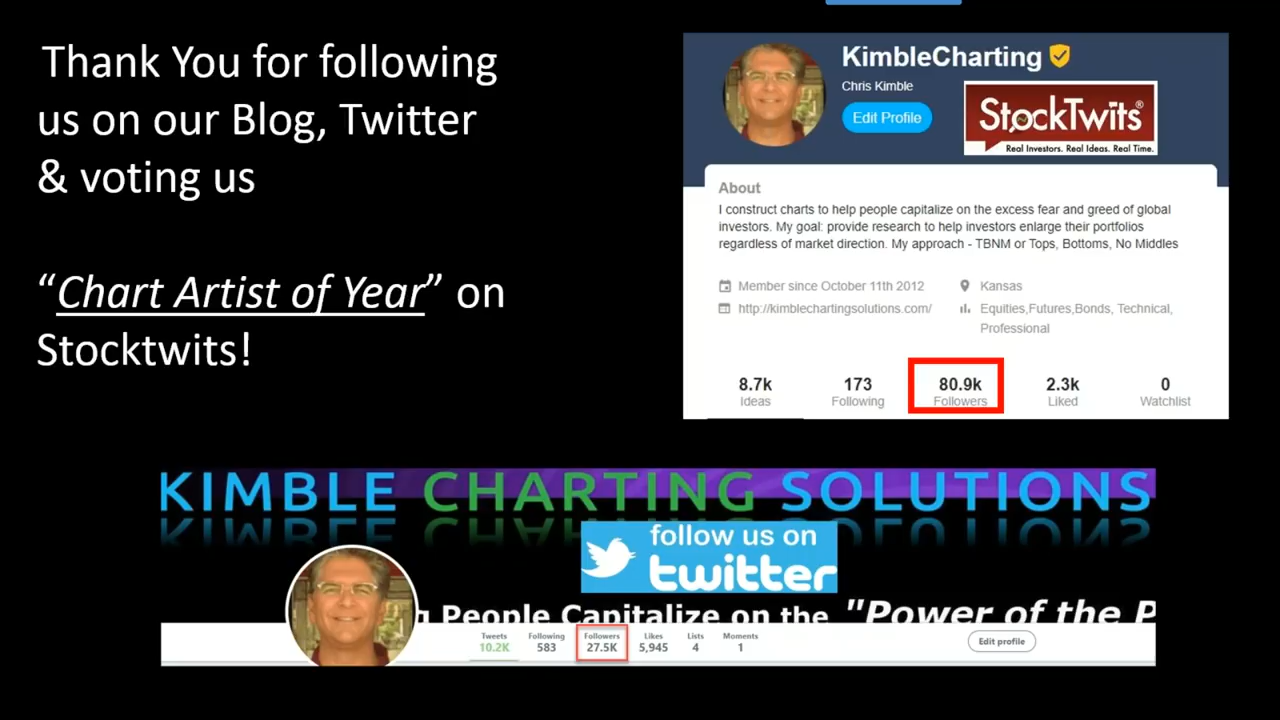 Thank You for following
us on our Blog, Twitter
& voting us
“Chart Artist of Year” on
Stocktwits!
KimbleCharting
Chris Kimble
Edit Profile
StockTwits®
Real Investors. Real Ideas. Real Time.
About
I construct charts to help people capitalize on the excess fear and greed of global
investors. My goal: provide research to help investors enlarge their portfolios
regardless of market direction. My approach - TBNM or Tops, Bottoms, No Middles
Member since October 11th 2012
Kansas
http://kimblechartingsolutions.com/
Equities,Futures,Bonds, Technical,
Professional
8.7k 173 80.9k 2.3k 0
Ideas Following Followers Liked Watchlist
KIMBLE CHARTING SOLUTIONS
follow us on
twitter
g People Capitalize on the "Power of the P
Tweets Following Followers Likes Lists Moments
10.2K 583 27.5K 5,945 4 1
Edit profile